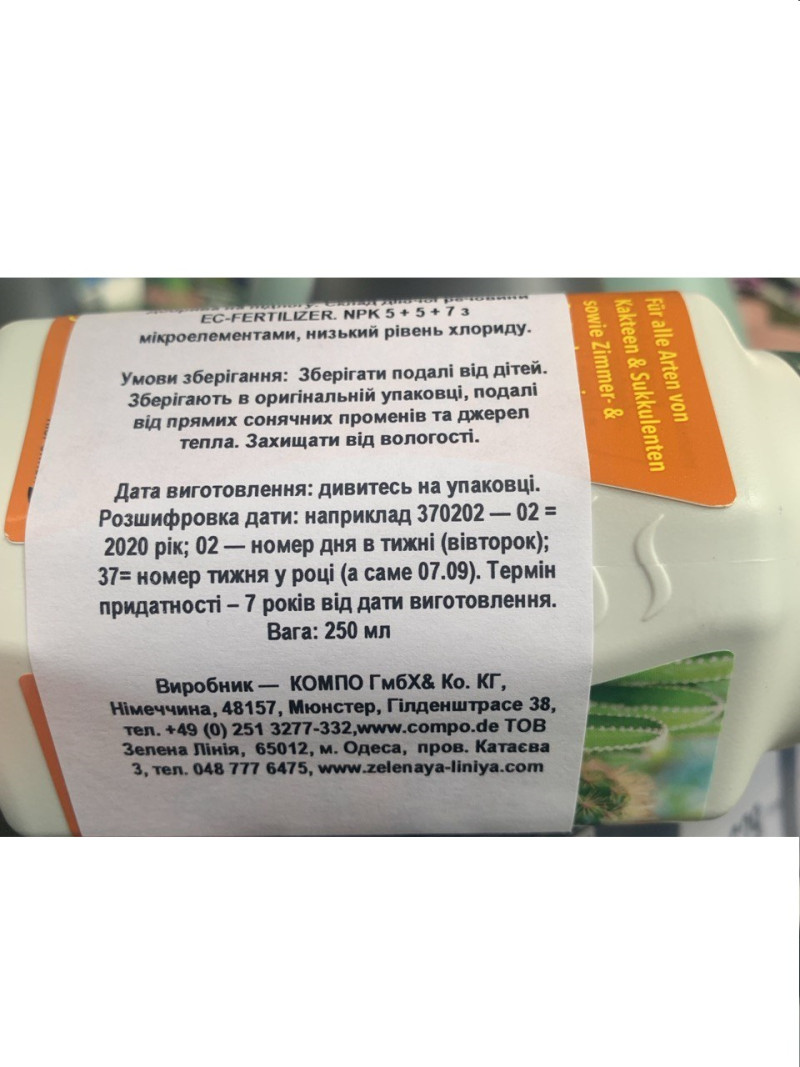 EC-FERTILIZER. NPK 5 + 5 + 7 з
мікроелементами, низький рівень хлориду.
Умови зберігання: Зберігати подалі від дітей.
Зберігають в оригінальній упаковці, подалі
від прямих сонячних променів та джерел
тепла. Захищати від вологості.
Дата виготовлення: дивитесь на упаковці.
Розшифровка дати: наприклад 370202 — 02 =
2020 рік; 02 — номер дня в тижні (вівторок);
37= номер тижня у році (а саме 07.09). Термін
придатності – 7 років від дати виготовлення.
Вага: 250 мл
Виробник — КОМПО ГмбХ& Ко. КГ,
Німеччина, 48157, Мюнстер, Гілденштрасе 38,
тел. +49 (0) 251 3277-332,www.compo.de ТОВ
Зелена Лінія, 65012, м. Одеса, пров. Катаєва
3, тел. 048 777 6475, www.zelenaya-liniya.com
Für alle Arten von
Kakteen & Sukkulenten
sowie Zimmer- &